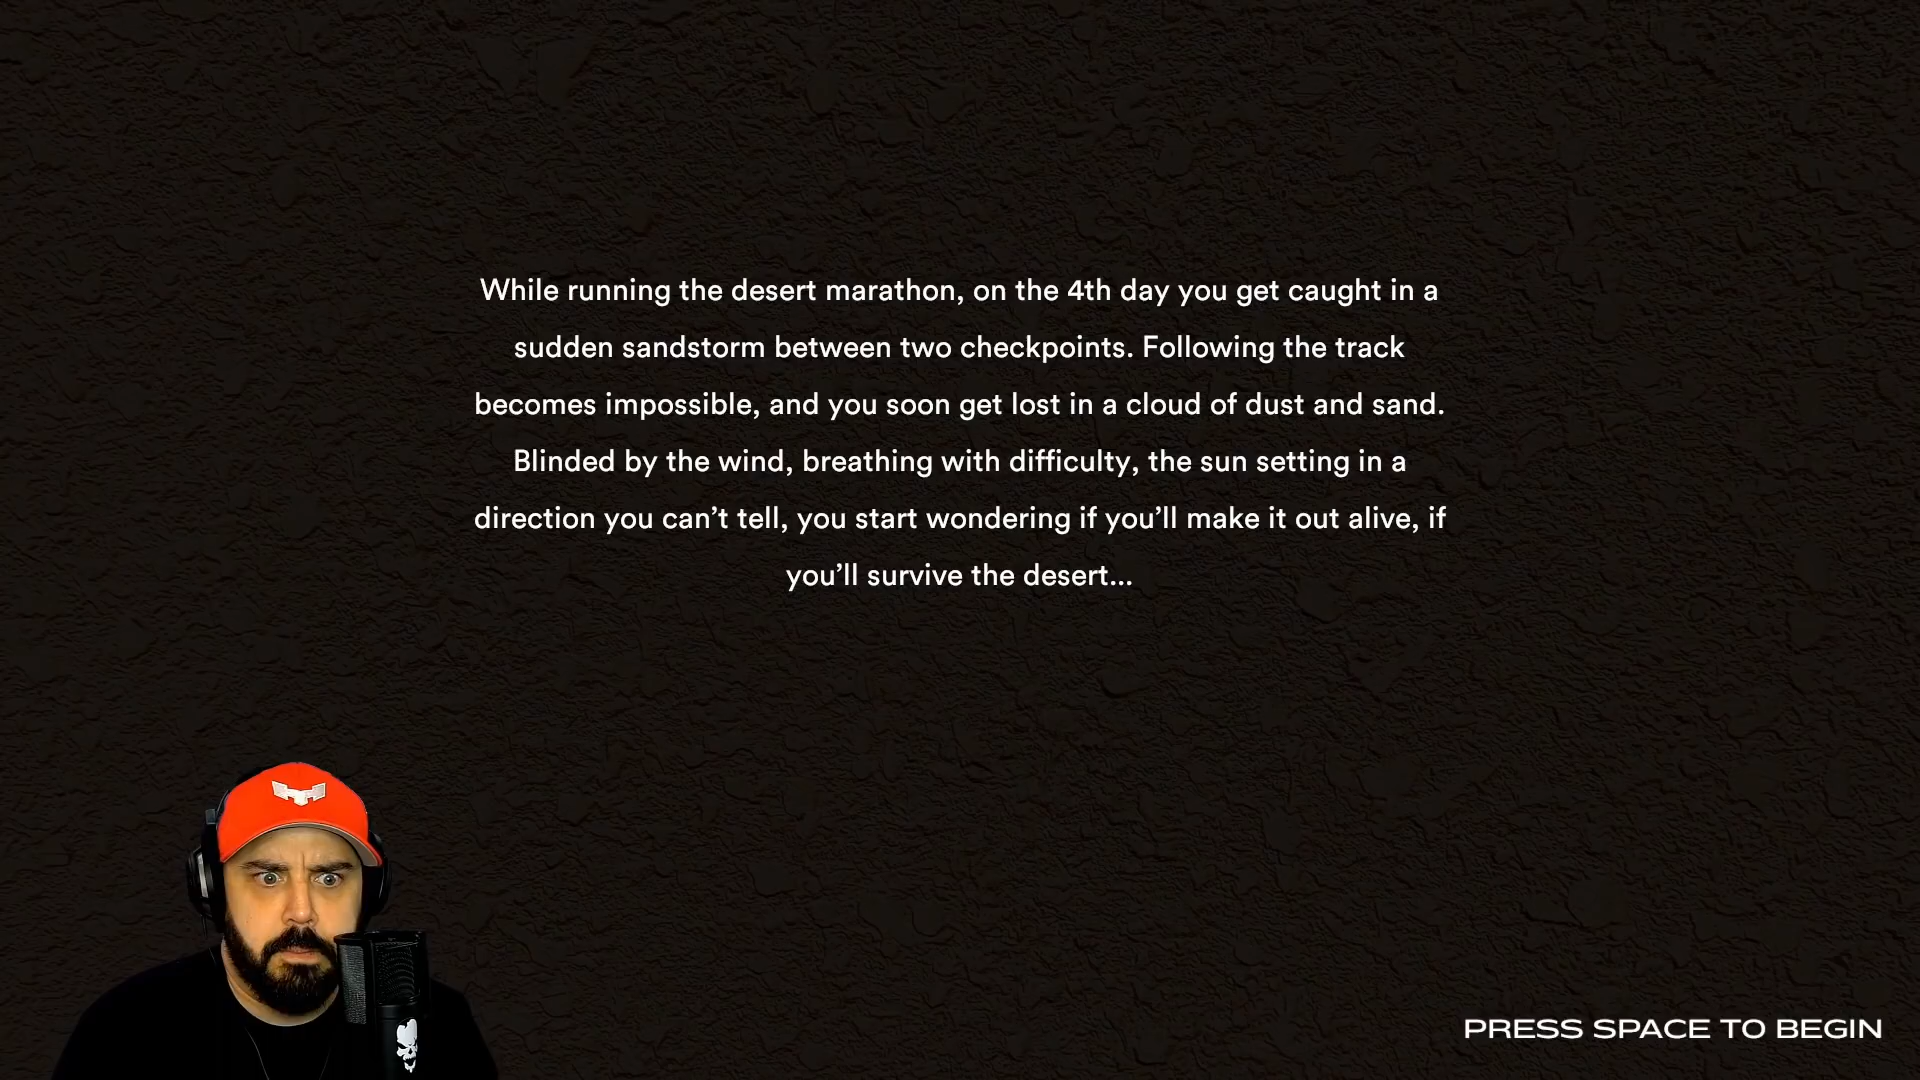 While running the desert marathon, on the 4th day you get caught in a
sudden sandstorm between two checkpoints. Following the track
becomes impossible, and you soon get lost in a cloud of dust and sand.
Blinded by the wind, breathing with difficulty, the sun setting in a
direction you can’t tell, you start wondering if you’ll make it out alive, if
you’ll survive the desert...
PRESS SPACE TO BEGIN